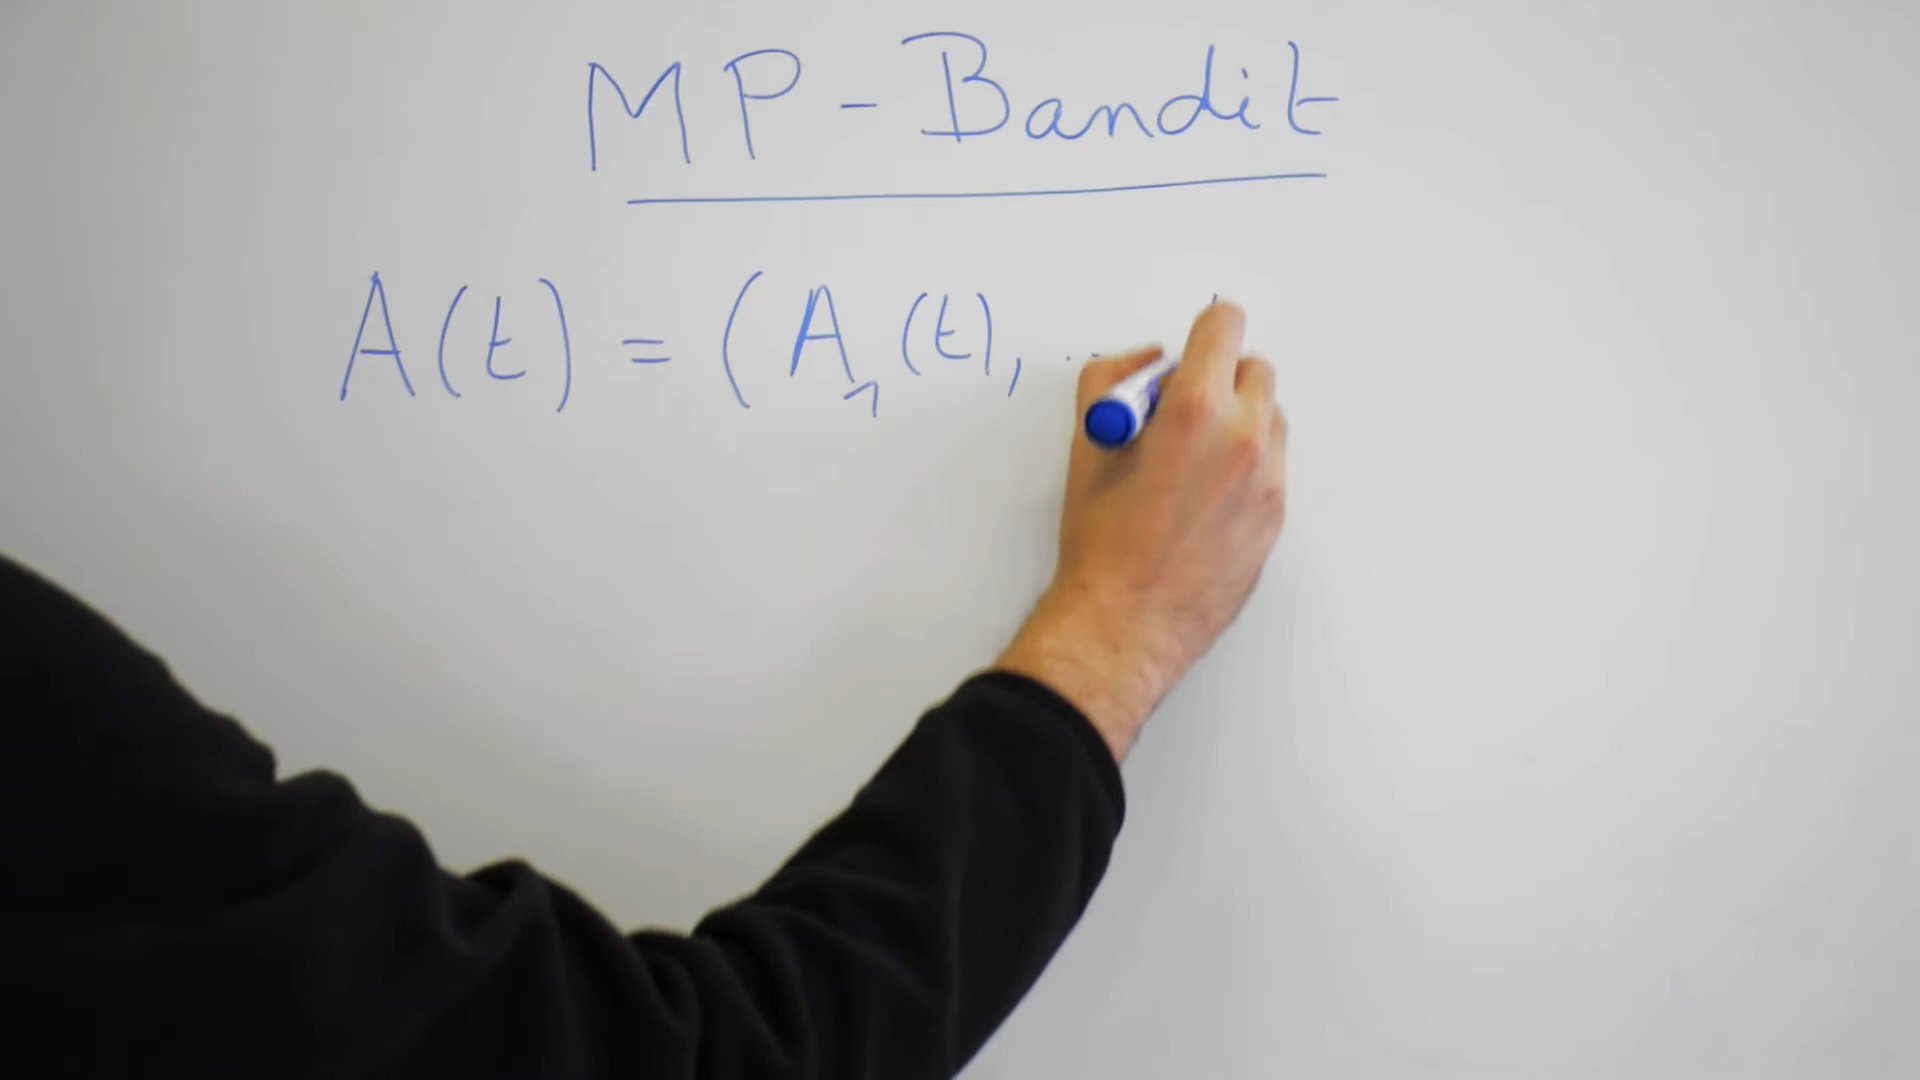 MP-Bandit
A(t) = (A₁(t), ..